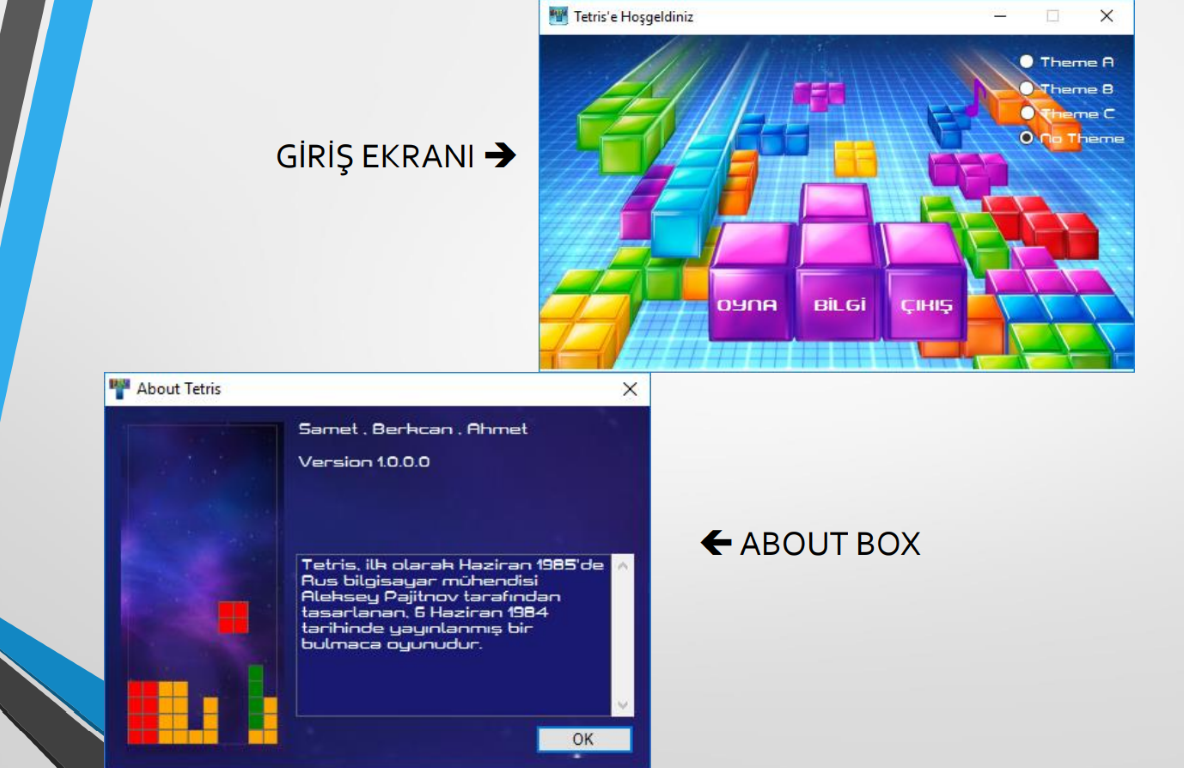 Tetris'e Hoşgeldiniz
Theme A
Theme B
Theme C
No Theme
GİRİŞ EKRANI →
OYNA BİLGİ ÇIKIŞ
About Tetris
Samet . Berkcan . Ahmet
Version 1.0.0.0
Tetris, ilk olarak Haziran 1985'de
Rus bilgisayar mühendisi
Aleksey Pajitnov tarafından
tasarlanan, 6 Haziran 1984
tarihinde yayınlanmış bir
bulmaca oyunudur.
OK
← ABOUT BOX